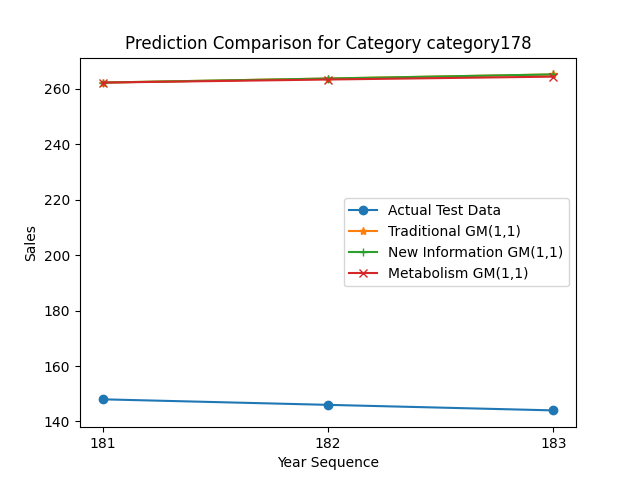 Prediction Comparison for Category category178
260
240
220
200
180
160
140
Sales
Actual Test Data
Traditional GM(1,1)
New Information GM(1,1)
Metabolism GM(1,1)
181
182
183
Year Sequence